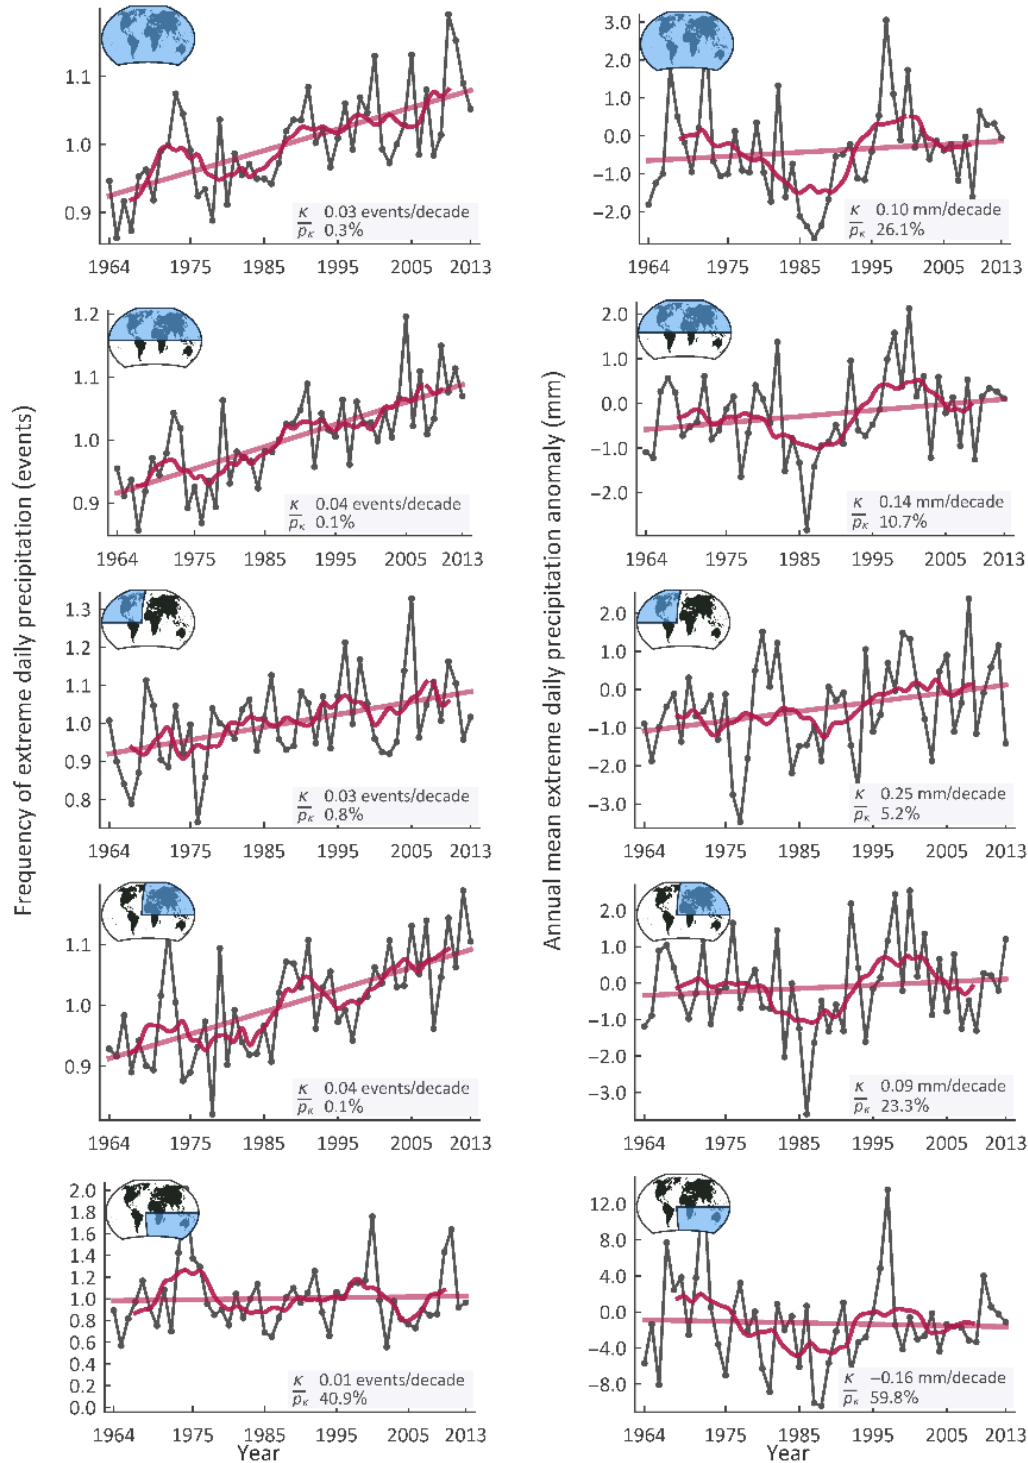 Frequency of extreme daily precipitation (events)
1.1
1.0
0.9
κ 0.03 events/decade
pκ 0.3%
1964 1975 1985 1995 2005 2013
1.2
1.1
1.0
0.9
κ 0.04 events/decade
pκ 0.1%
1964 1975 1985 1995 2005 2013
1.3
1.2
1.1
1.0
0.9
0.8
κ 0.03 events/decade
pκ 0.8%
1964 1975 1985 1995 2005 2013
1.1
1.0
0.9
κ 0.04 events/decade
pκ 0.1%
1964 1975 1985 1995 2005 2013
2.0
1.8
1.6
1.4
1.2
1.0
0.8
0.6
0.4
0.2
0.0
κ 0.01 events/decade
pκ 40.9%
1964 1975 1985 1995 2005 2013
Year
Annual mean extreme daily precipitation anomaly (mm)
3.0
2.0
1.0
0.0
−1.0
−2.0
κ 0.10 mm/decade
pκ 26.1%
1964 1975 1985 1995 2005 2013
2.0
1.0
0.0
−1.0
−2.0
κ 0.14 mm/decade
pκ 10.7%
1964 1975 1985 1995 2005 2013
2.0
1.0
0.0
−1.0
−2.0
−3.0
κ 0.25 mm/decade
pκ 5.2%
1964 1975 1985 1995 2005 2013
2.0
1.0
0.0
−1.0
−2.0
−3.0
κ 0.09 mm/decade
pκ 23.3%
1964 1975 1985 1995 2005 2013
12.0
8.0
4.0
0.0
−4.0
−8.0
κ −0.16 mm/decade
pκ 59.8%
1964 1975 1985 1995 2005 2013
Year